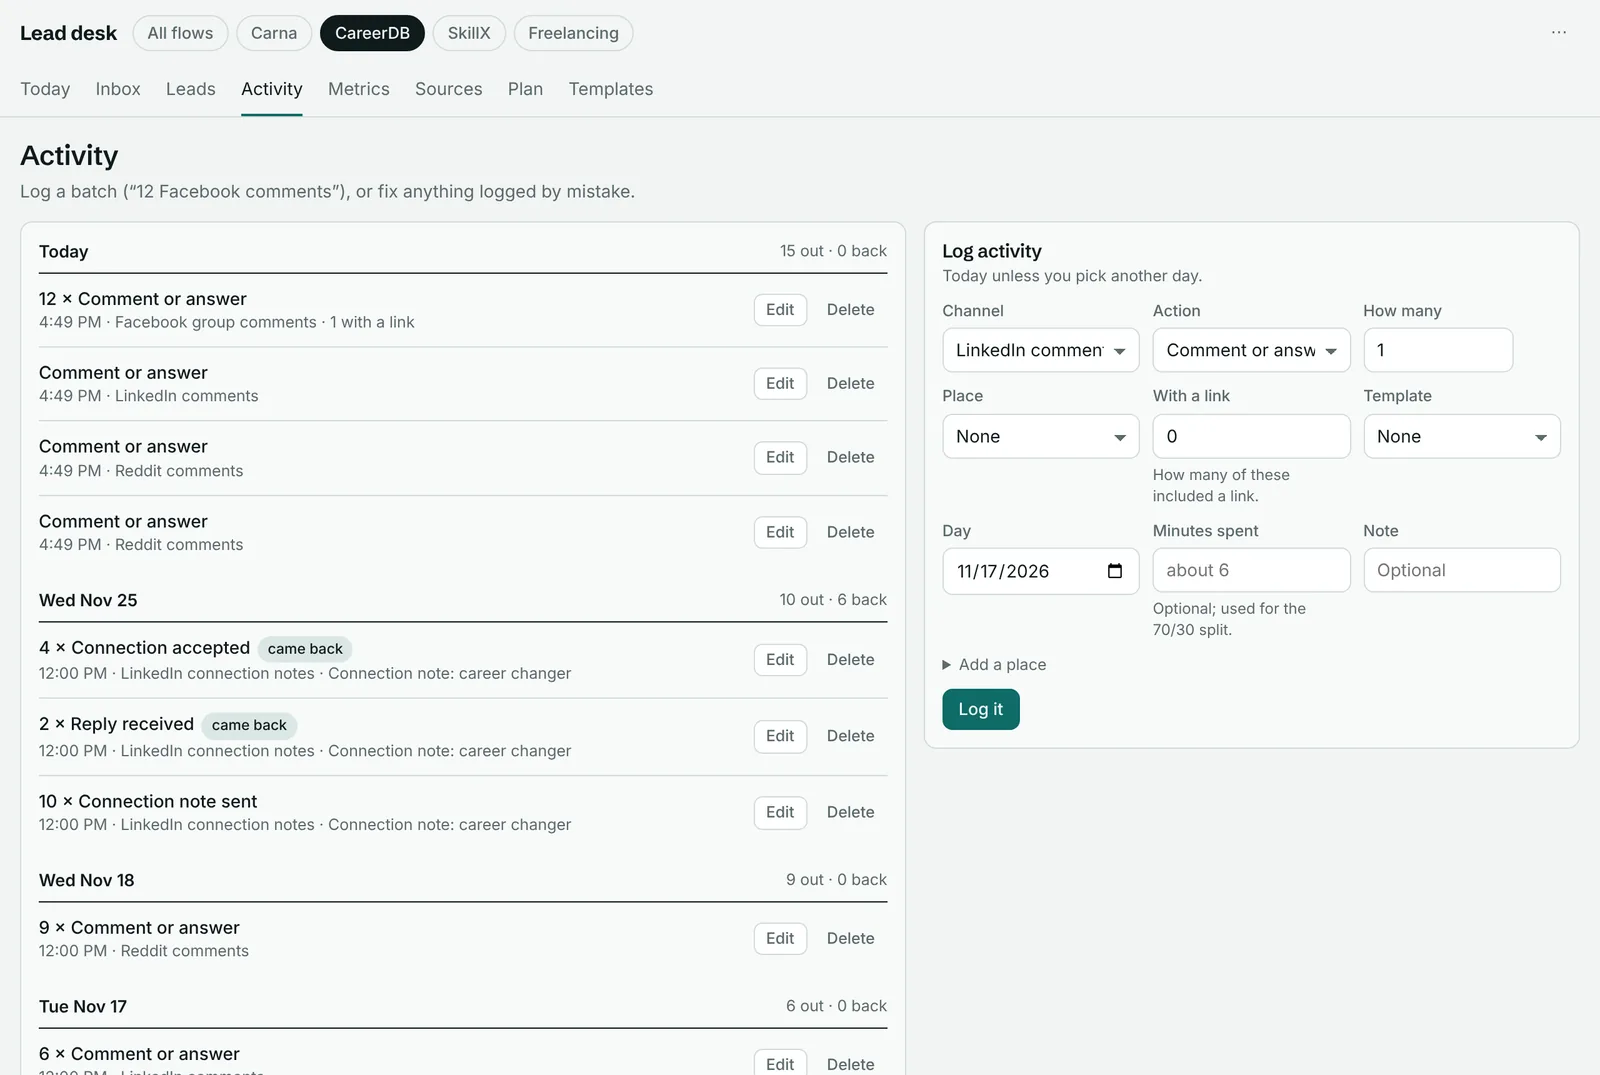 Lead desk
All flows
Carna
CareerDB
SkillX
Freelancing
...
Today
Inbox
Leads
Activity
Metrics
Sources
Plan
Templates
Activity
Log a batch (“12 Facebook comments”), or fix anything logged by mistake.
Today
15 out · 0 back
12 × Comment or answer
4:49 PM · Facebook group comments · 1 with a link
Edit
Delete
Comment or answer
4:49 PM · LinkedIn comments
Edit
Delete
Comment or answer
4:49 PM · Reddit comments
Edit
Delete
Comment or answer
4:49 PM · Reddit comments
Edit
Delete
Wed Nov 25
10 out · 6 back
4 × Connection accepted came back
12:00 PM · LinkedIn connection notes · Connection note: career changer
Edit
Delete
2 × Reply received came back
12:00 PM · LinkedIn connection notes · Connection note: career changer
Edit
Delete
10 × Connection note sent
12:00 PM · LinkedIn connection notes · Connection note: career changer
Edit
Delete
Wed Nov 18
9 out · 0 back
9 × Comment or answer
12:00 PM · Reddit comments
Edit
Delete
Tue Nov 17
6 out · 0 back
6 × Comment or answer
12:00 PM · LinkedIn comments
Edit
Delete
Log activity
Today unless you pick another day.
Channel
LinkedIn commen
Action
Comment or answ
How many
1
Place
None
With a link
0
How many of these
included a link.
Template
None
Day
11/17/2026
Minutes spent
about 6
Optional; used for the
70/30 split.
Note
Optional
Add a place
Log it